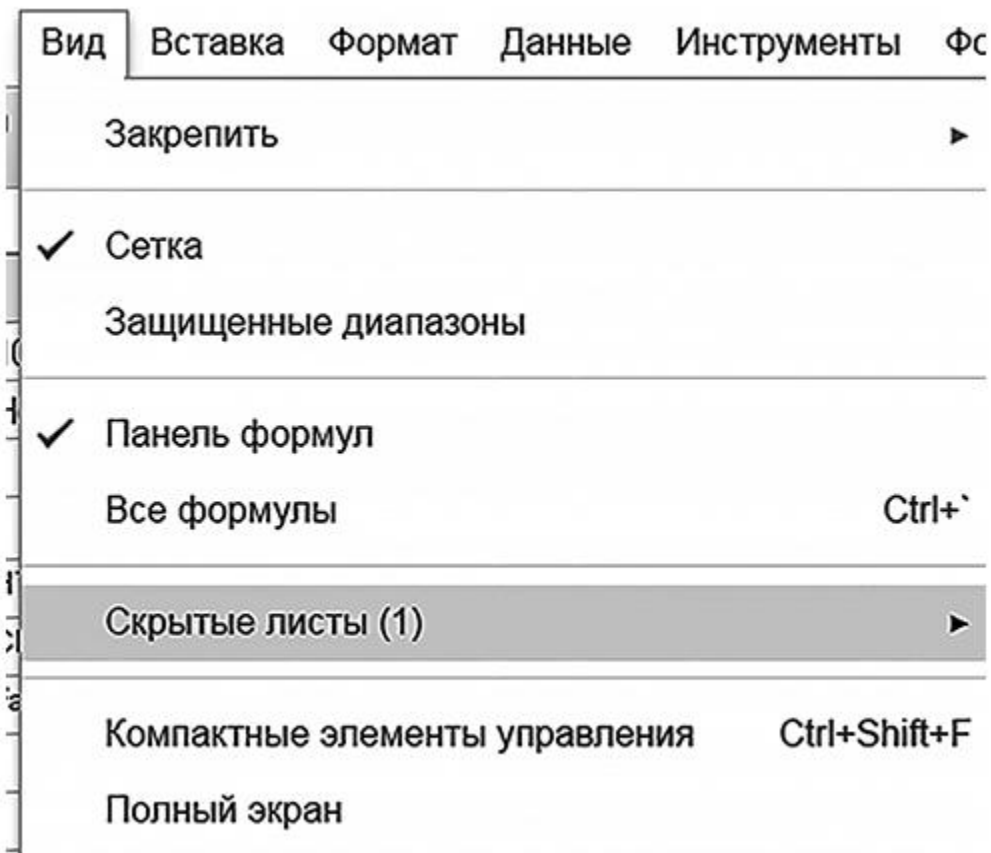 Вид Вставка Формат Данные Инструменты
Закрепить
Сетка
Защищенные диапазоны
Панель формул
Все формулы Ctrl+`
Скрытые листы (1)
Компактные элементы управления Ctrl+Shift+F
Полный экран